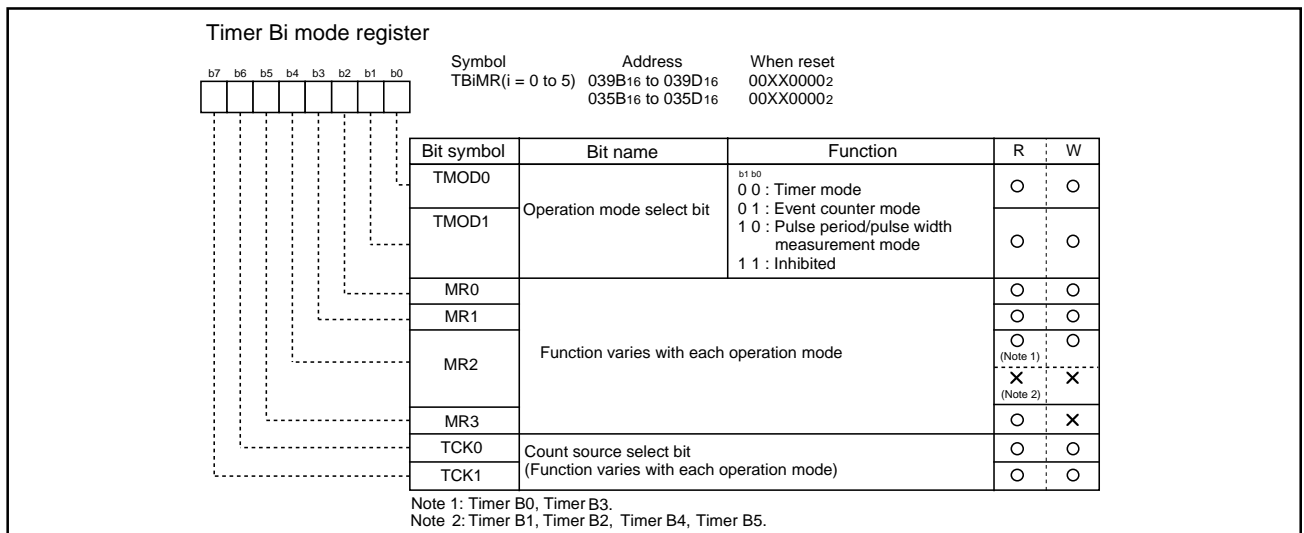 Timer Bi mode register
Symbol Address When reset
TBiMR(i = 0 to 5) 039B16 to 039D16 00XX00002
035B16 to 035D16 00XX00002
b7 b6 b5 b4 b3 b2 b1 b0
Bit symbol Bit name Function R W
TMOD0
TMOD1
Operation mode select bit
b1 b0
0 0 : Timer mode
0 1 : Event counter mode
1 0 : Pulse period/pulse width
measurement mode
1 1 : Inhibited
MR0
MR1
MR2
Function varies with each operation mode
(Note 1)
(Note 2)
MR3
TCK0
TCK1
Count source select bit
(Function varies with each operation mode)
Note 1: Timer B0, Timer B3.
Note 2: Timer B1, Timer B2, Timer B4, Timer B5.